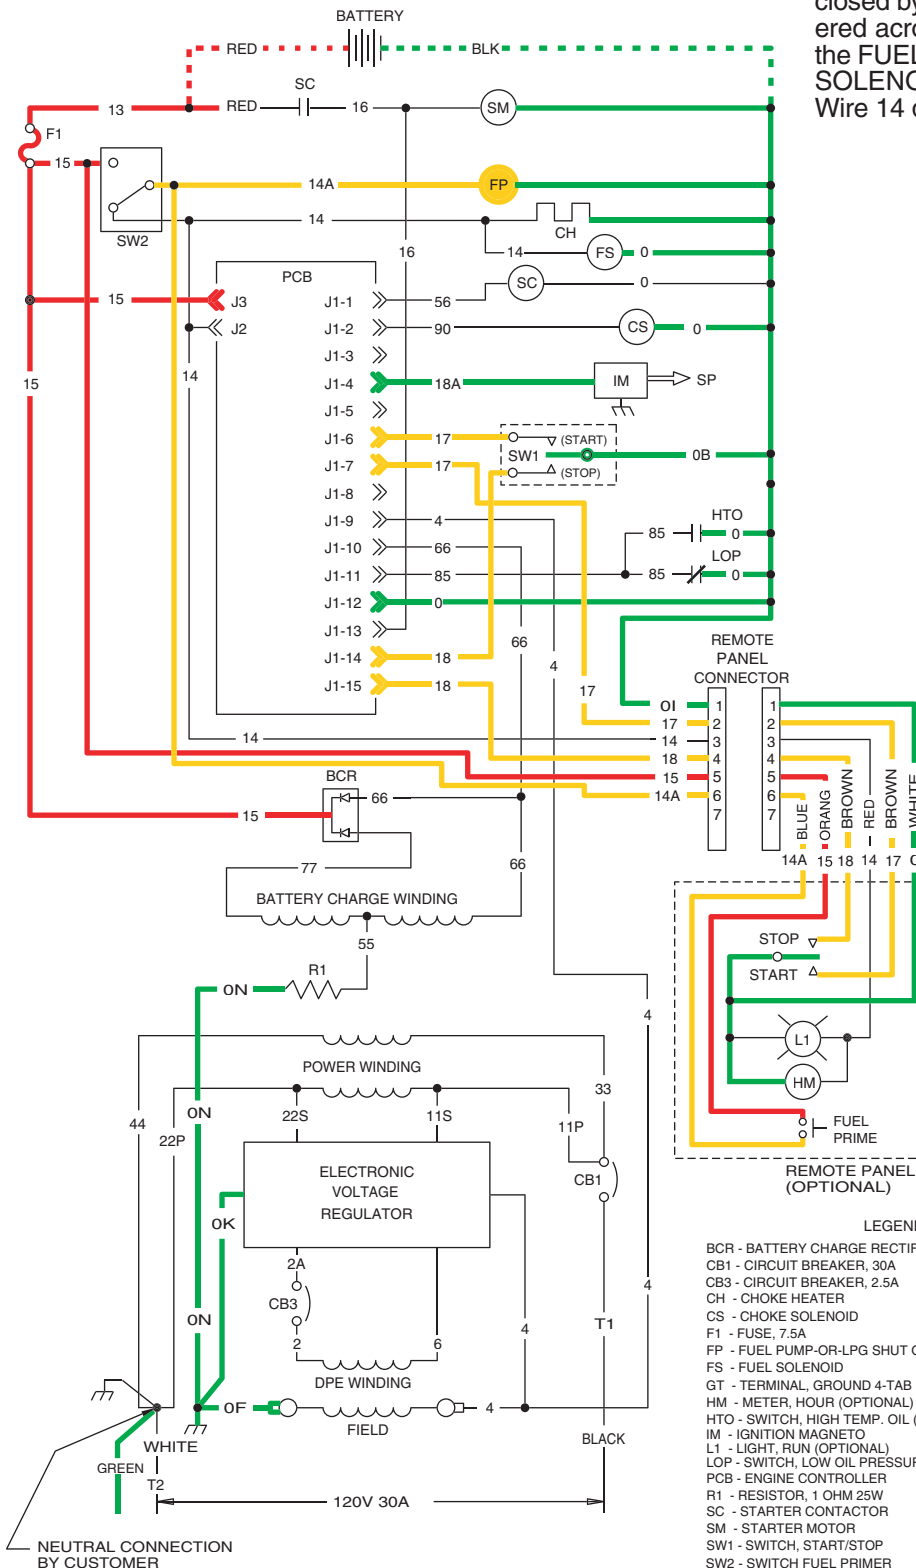 closed by
ered acro
the FUEL
SOLENO
Wire 14 c
BATTERY
RED
BLK
SC
13
RED
16
SM
F1
15
14A
FP
SW2
14
CH
16
14
FS
0
PCB
SC
0
15
J3
J1-1
56
J2
J1-2
90
CS
0
J1-3
14
15
J1-4
18A
IM
SP
J1-5
J1-6
17
(START)
SW1
0B
J1-7
17
(STOP)
J1-8
HTO
J1-9
4
85
0
J1-10
66
LOP
J1-11
85
85
0
J1-12
0
J1-13
66
4
REMOTE
PANEL
CONNECTOR
J1-14
18
J1-15
18
17
0I
1
1
17
2
2
14
14
3
3
18
4
4
15
5
5
14A
6
6
7
7
BCR
66
15
BLUE
ORANG
BROWN
RED
BROWN
WHITE
77
66
14A
15
18
14
17
0
BATTERY CHARGE WINDING
55
STOP
START
R1
0N
4
4
L1
POWER WINDING
HM
44
22P
0N
22S
11S
11P
33
FUEL
PRIME
ELECTRONIC
VOLTAGE
REGULATOR
CB1
REMOTE PANEL
(OPTIONAL)
0K
2A
CB3
0N
2
6
4
T1
4
DPE WINDING
0F
4
FIELD
WHITE
BLACK
GREEN
T2
120V 30A
NEUTRAL CONNECTION
BY CUSTOMER
LEGEN
BCR - BATTERY CHARGE RECTIF
CB1 - CIRCUIT BREAKER, 30A
CB3 - CIRCUIT BREAKER, 2.5A
CH - CHOKE HEATER
CS - CHOKE SOLENOID
F1 - FUSE, 7.5A
FP - FUEL PUMP-OR-LPG SHUT O
FS - FUEL SOLENOID
GT - TERMINAL, GROUND 4-TAB
HM - METER, HOUR (OPTIONAL)
HTO - SWITCH, HIGH TEMP. OIL (
IM - IGNITION MAGNETO
L1 - LIGHT, RUN (OPTIONAL)
LOP - SWITCH, LOW OIL PRESSUR
PCB - ENGINE CONTROLLER
R1 - RESISTOR, 1 OHM 25W
SC - STARTER CONTACTOR
SM - STARTER MOTOR
SW1 - SWITCH, START/STOP
SW2 - SWITCH FUEL PRIMER